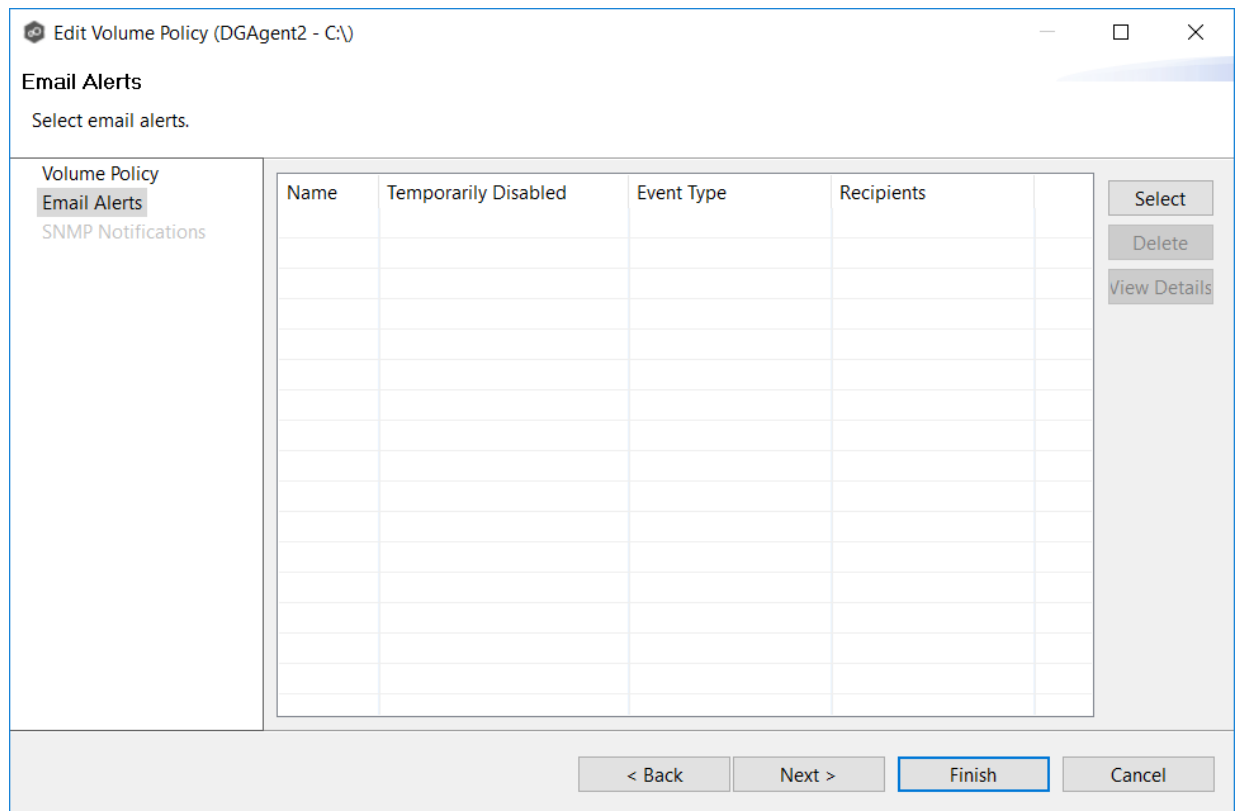 Edit Volume Policy (DGAgent2 - C:\)
Email Alerts
Select email alerts.
Volume Policy
Email Alerts
SNMP Notifications
Name Temporarily Disabled Event Type Recipients
Select
Delete
View Details
< Back Next > Finish Cancel